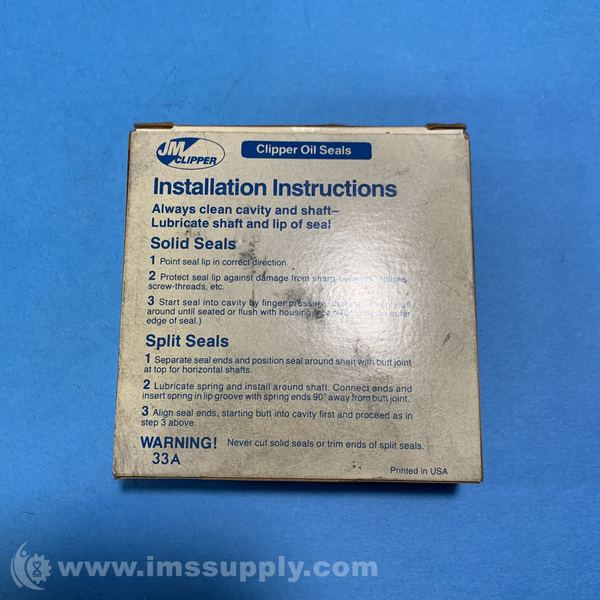 JM CLIPPER
Clipper Oil Seals
Installation Instructions
Always clean cavity and shaft–
Lubricate shaft and lip of seal
Solid Seals
1 Point seal lip in correct direction.
2 Protect seal lip against damage from sharp
screw-threads, etc.
3 Start seal into cavity by finger pressure
around until seated or flush with housing outer
edge of seal.)
Split Seals
1 Separate seal ends and position seal around shaft with butt joint
at top for horizontal shafts.
2 Lubricate spring and install around shaft. Connect ends and
insert spring in lip groove with spring ends 90° away from butt joint.
3 Align seal ends, starting butt into cavity first and proceed as in
step 3 above.
WARNING! Never cut solid seals or trim ends of split seals.
33A
Printed in USA
www.imssupply.com